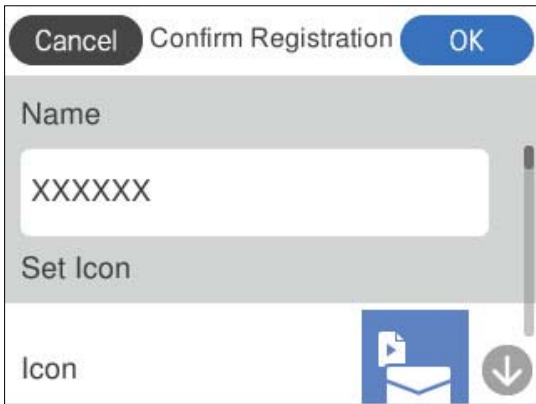 Cancel Confirm Registration OK
Name
XXXXXX
Set Icon
Icon